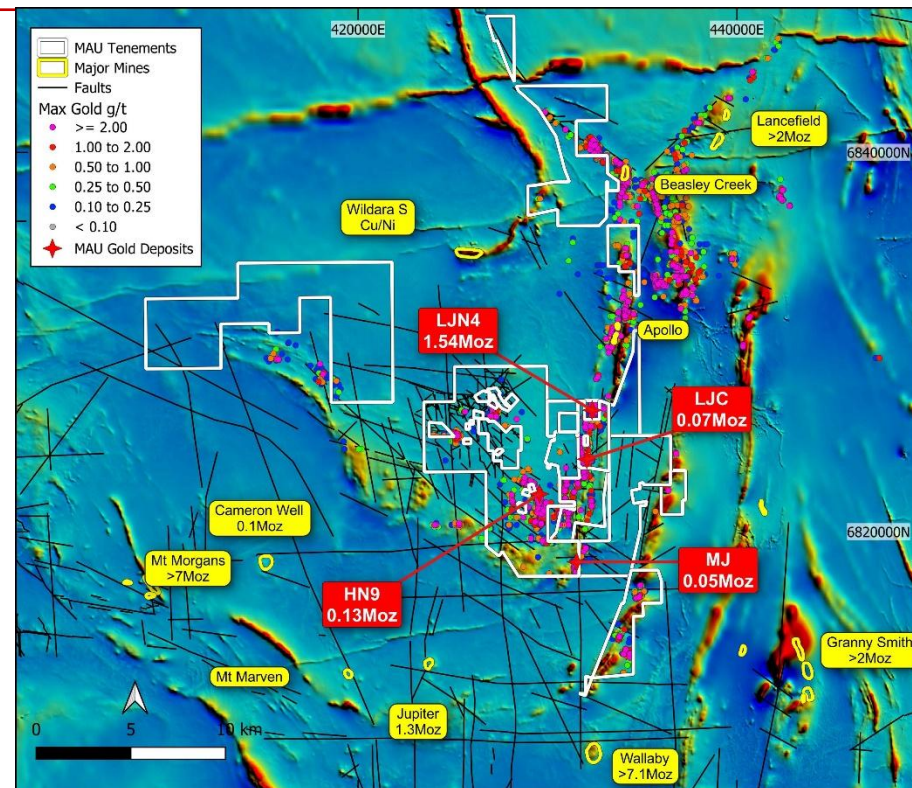 420000E
440000E
MAU Tenements
Major Mines
Faults
Max Gold g/t
>= 2.00
1.00 to 2.00
0.50 to 1.00
0.25 to 0.50
0.10 to 0.25
< 0.10
MAU Gold Deposits
Lancefield
>2Moz
6840000N
Beasley Creek
Wildara S
Cu/Ni
LJN4
1.54Moz
Apollo
LJC
0.07Moz
Cameron Well
0.1Moz
6820000N
Mt Morgans
>7Moz
HN9
0.13Moz
MJ
0.05Moz
Granny Smith
>2Moz
Mt Marven
Jupiter
1.3Moz
0 5 10 km
Wallaby
>7.1Moz